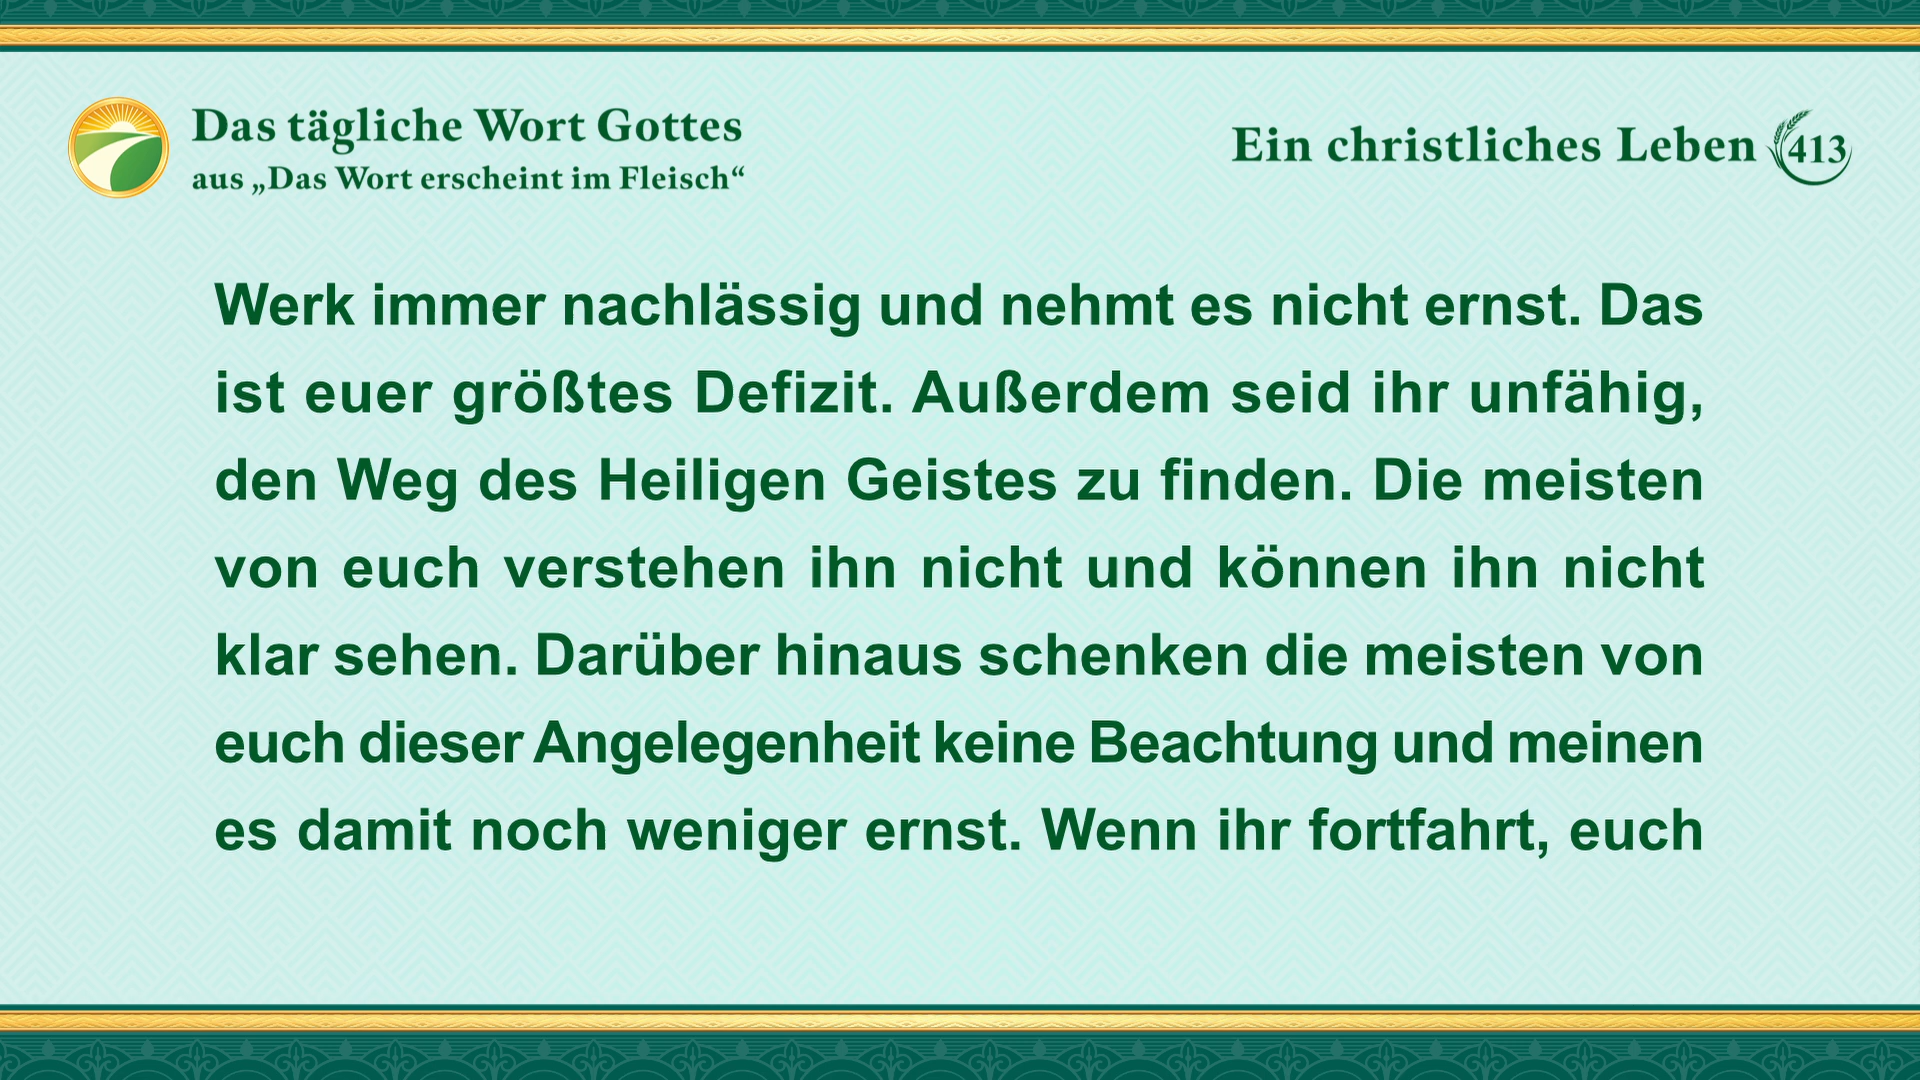 Das tägliche Wort Gottes
aus „Das Wort erscheint im Fleisch“
Ein christliches Leben 413
Werk immer nachlässig und nehmt es nicht ernst. Das
ist euer größtes Defizit. Außerdem seid ihr unfähig,
den Weg des Heiligen Geistes zu finden. Die meisten
von euch verstehen ihn nicht und können ihn nicht
klar sehen. Darüber hinaus schenken die meisten von
euch dieser Angelegenheit keine Beachtung und meinen
es damit noch weniger ernst. Wenn ihr fortfahrt, euch